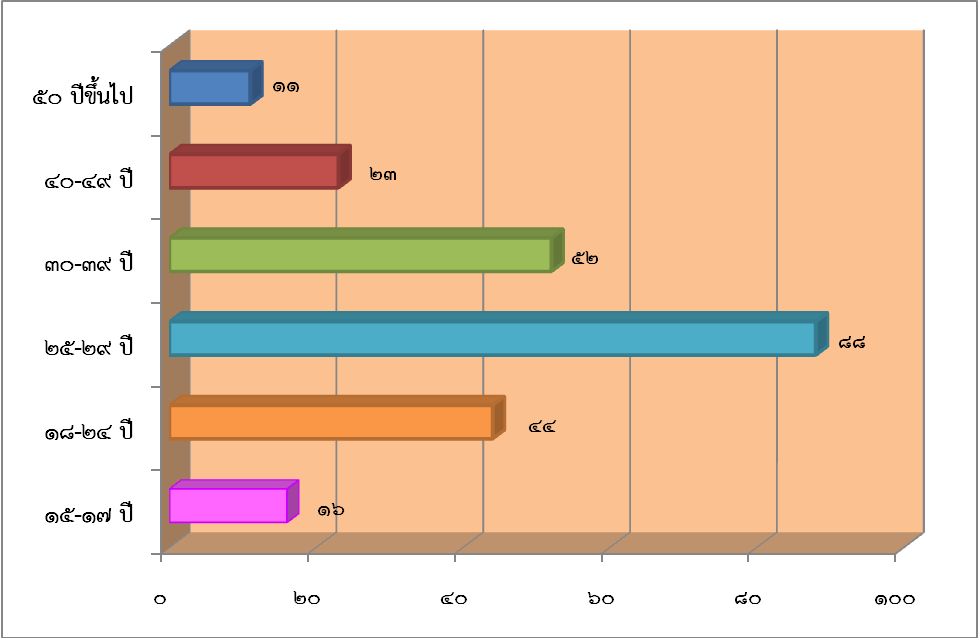 ๕๐ ปีขึ้นไป
๑๑
๔๐-๔๙ ปี
๒๓
๓๐-๓๙ ปี
๕๒
๒๕-๒๙ ปี
๘๘
๑๘-๒๔ ปี
๔๔
๑๕-๑๗ ปี
๑๖
๐ ๒๐ ๔๐ ๖๐ ๘๐ ๑๐๐